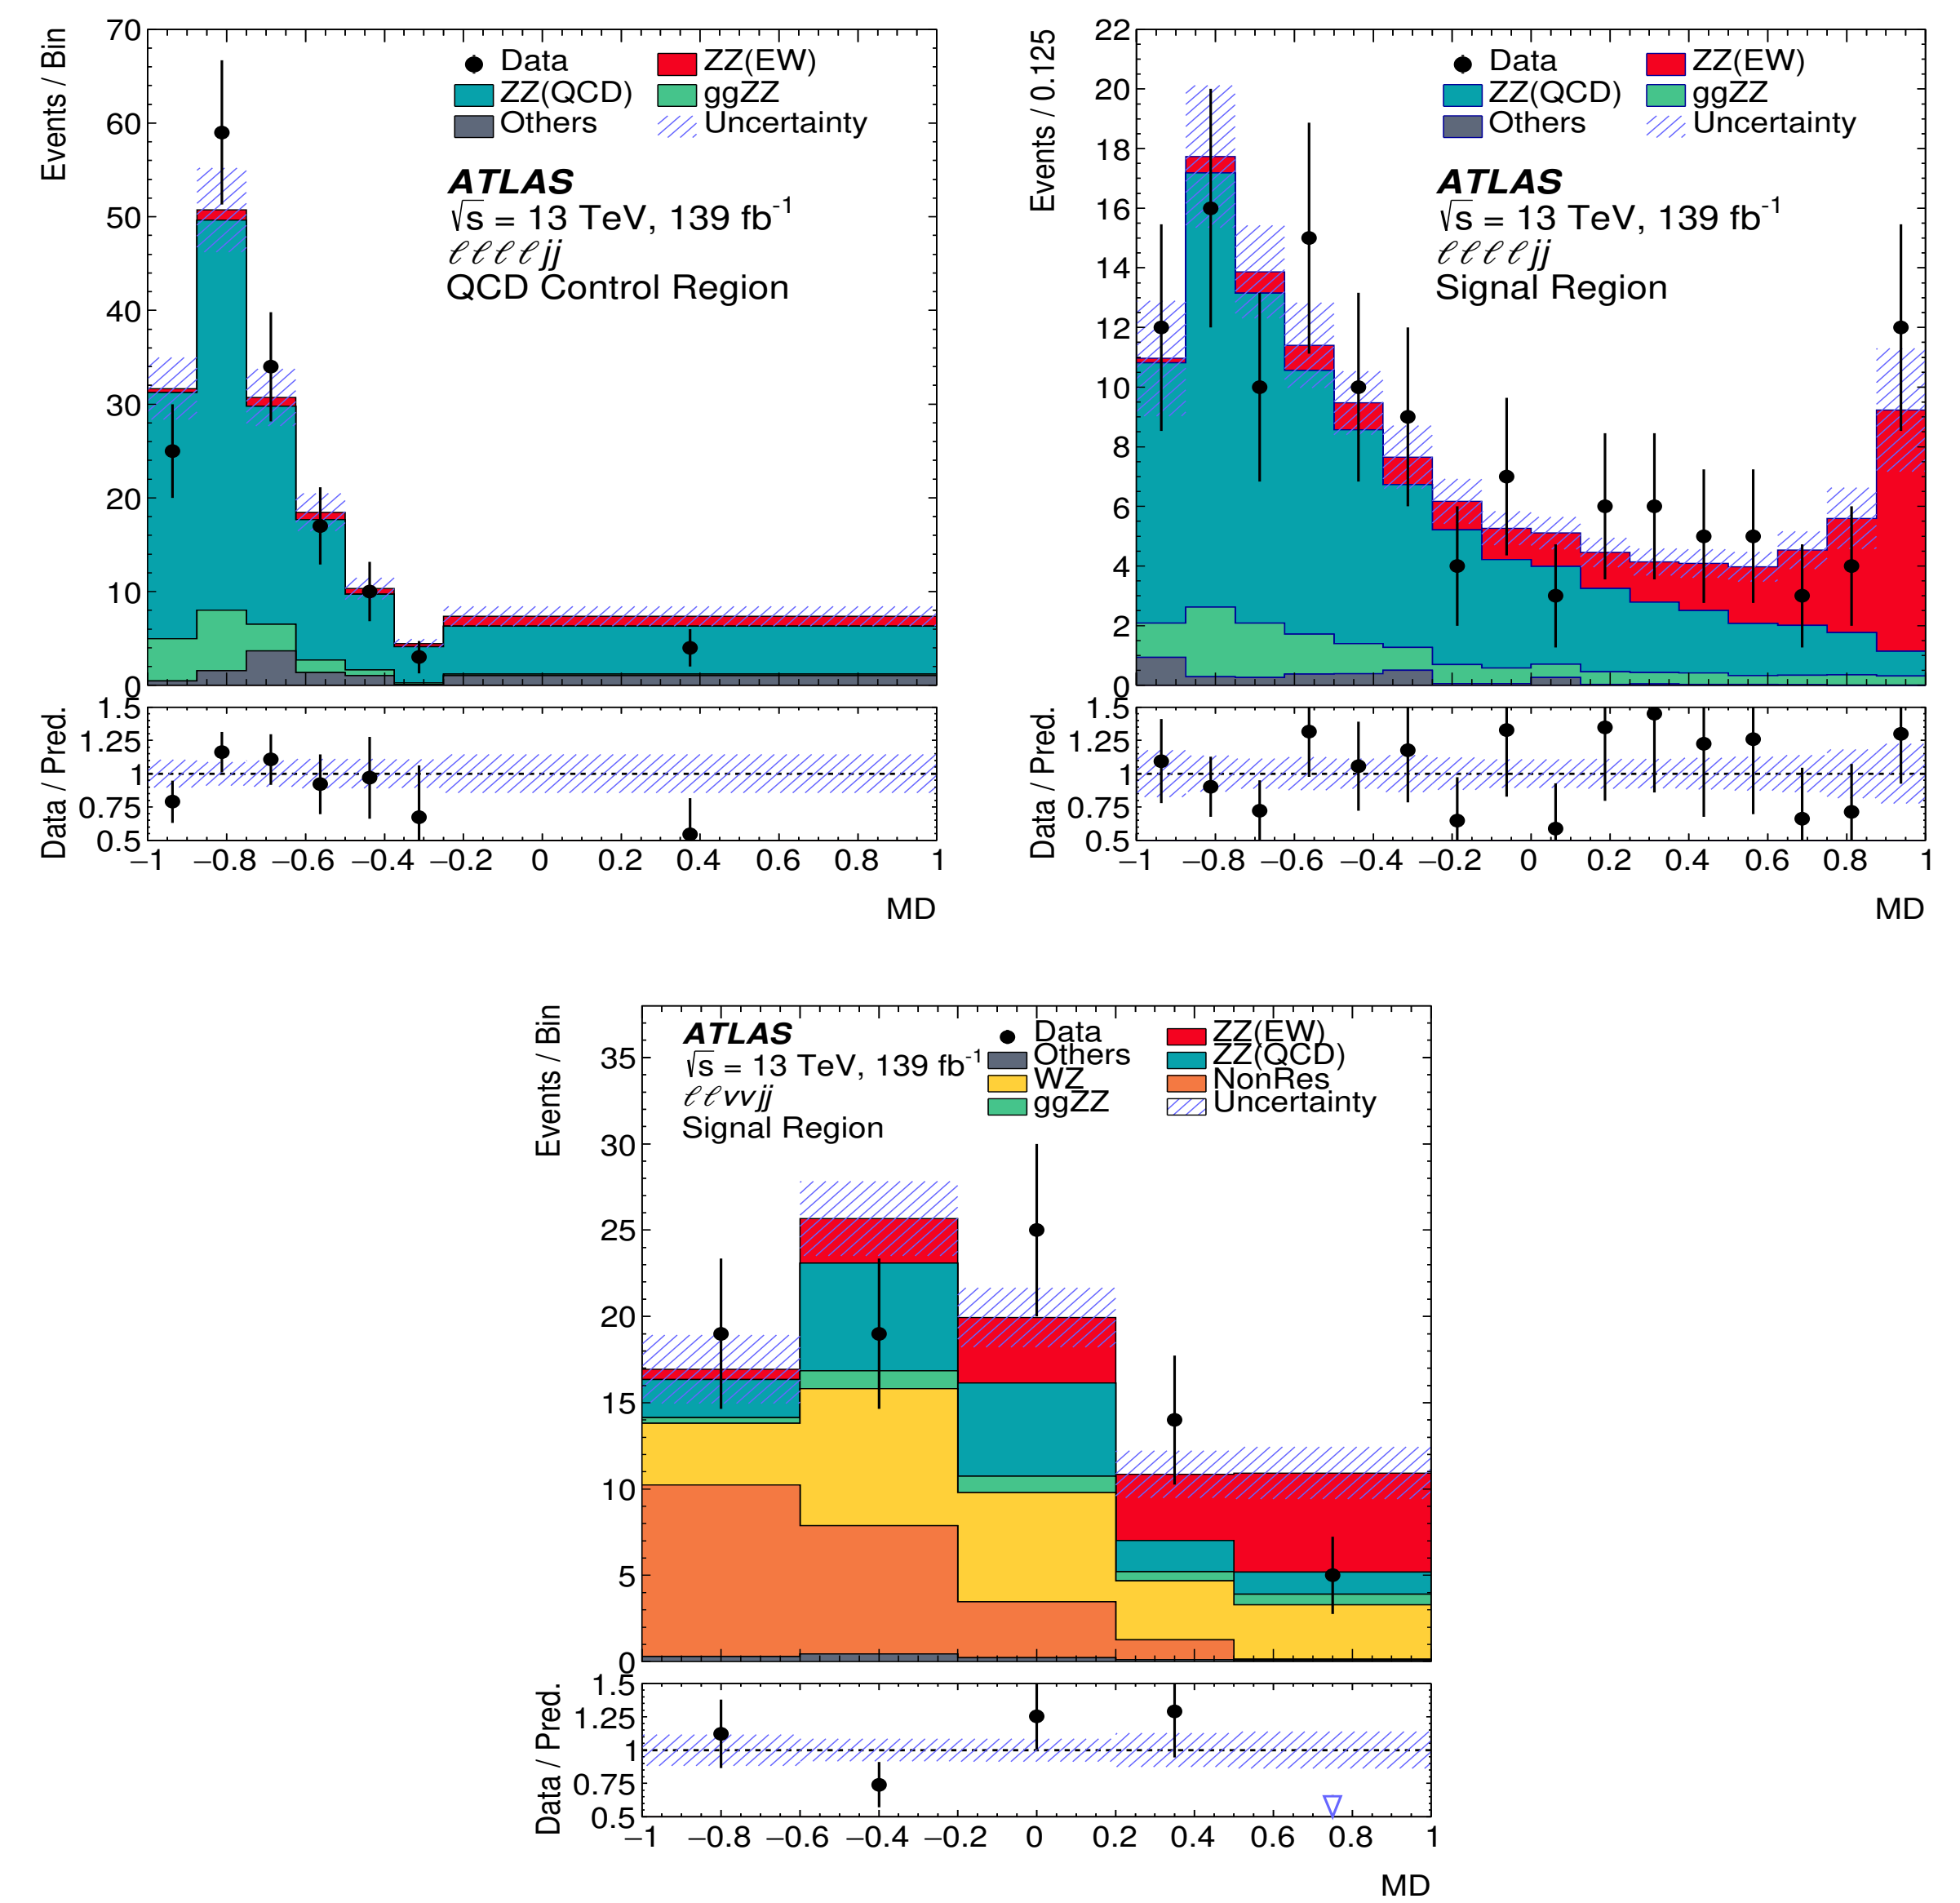 Events / Bin
70
60
50
40
30
20
10
0
Data
ZZ(EW)
ZZ(QCD)
ggZZ
Others
Uncertainty
ATLAS
√s = 13 TeV, 139 fb-1
ℓℓℓℓjj
QCD Control Region
Data / Pred.
1.5
1.25
1
0.75
0.5
−1 −0.8 −0.6 −0.4 −0.2 0 0.2 0.4 0.6 0.8 1
MD
Events / 0.125
22
20
18
16
14
12
10
8
6
4
2
0
Data
ZZ(EW)
ZZ(QCD)
ggZZ
Others
Uncertainty
ATLAS
√s = 13 TeV, 139 fb-1
ℓℓℓℓjj
Signal Region
Data / Pred.
1.5
1.25
1
0.75
0.5
−1 −0.8 −0.6 −0.4 −0.2 0 0.2 0.4 0.6 0.8 1
MD
Events / Bin
35
30
25
20
15
10
5
0
ATLAS
√s = 13 TeV, 139 fb-1
ℓℓννjj
Signal Region
Data
ZZ(EW)
Others
ZZ(QCD)
WZ
NonRes
ggZZ
Uncertainty
Data / Pred.
1.5
1.25
1
0.75
0.5
−1 −0.8 −0.6 −0.4 −0.2 0 0.2 0.4 0.6 0.8 1
MD